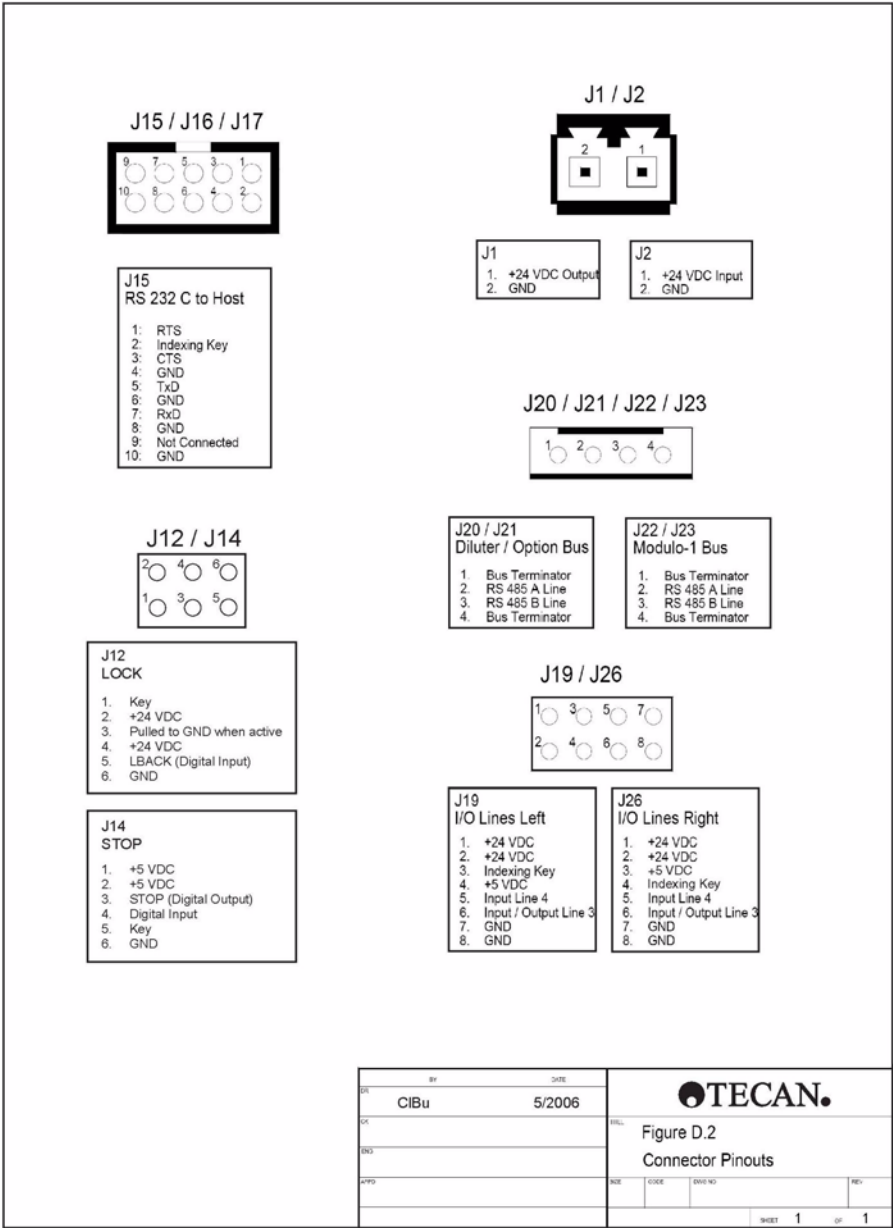 J15 / J16 / J17
9 7 5 3 1
10 8 6 4 2
J15
RS 232 C to Host
1: RTS
2: Indexing Key
3: CTS
4: GND
5: TxD
6: GND
7: RxD
8: GND
9: Not Connected
10: GND
J12 / J14
2 4 6
1 3 5
J12
LOCK
1. Key
2. +24 VDC
3. Pulled to GND when active
4. +24 VDC
5. LBACK (Digital Input)
6. GND
J14
STOP
1. +5 VDC
2. +5 VDC
3. STOP (Digital Output)
4. Digital Input
5. Key
6. GND
J1 / J2
2 1
J1
1. +24 VDC Output
2. GND
J2
1. +24 VDC Input
2. GND
J20 / J21 / J22 / J23
1 2 3 4
J20 / J21
Diluter / Option Bus
1. Bus Terminator
2. RS 485 A Line
3. RS 485 B Line
4. Bus Terminator
J22 / J23
Modulo-1 Bus
1. Bus Terminator
2. RS 485 A Line
3. RS 485 B Line
4. Bus Terminator
J19 / J26
1 3 5 7
2 4 6 8
J19
I/O Lines Left
1. +24 VDC
2. +24 VDC
3. Indexing Key
4. +5 VDC
5. Input Line 4
6. Input / Output Line 3
7. GND
8. GND
J26
I/O Lines Right
1. +24 VDC
2. +24 VDC
3. +5 VDC
4. Indexing Key
5. Input Line 4
6. Input / Output Line 3
7. GND
8. GND
BY DATE
DR CIBu 5/2006
CK
ENG
APPD
TECAN.
Figure D.2
Connector Pinouts
SIZE CODE DWG NO REV
SHEET 1 OF 1